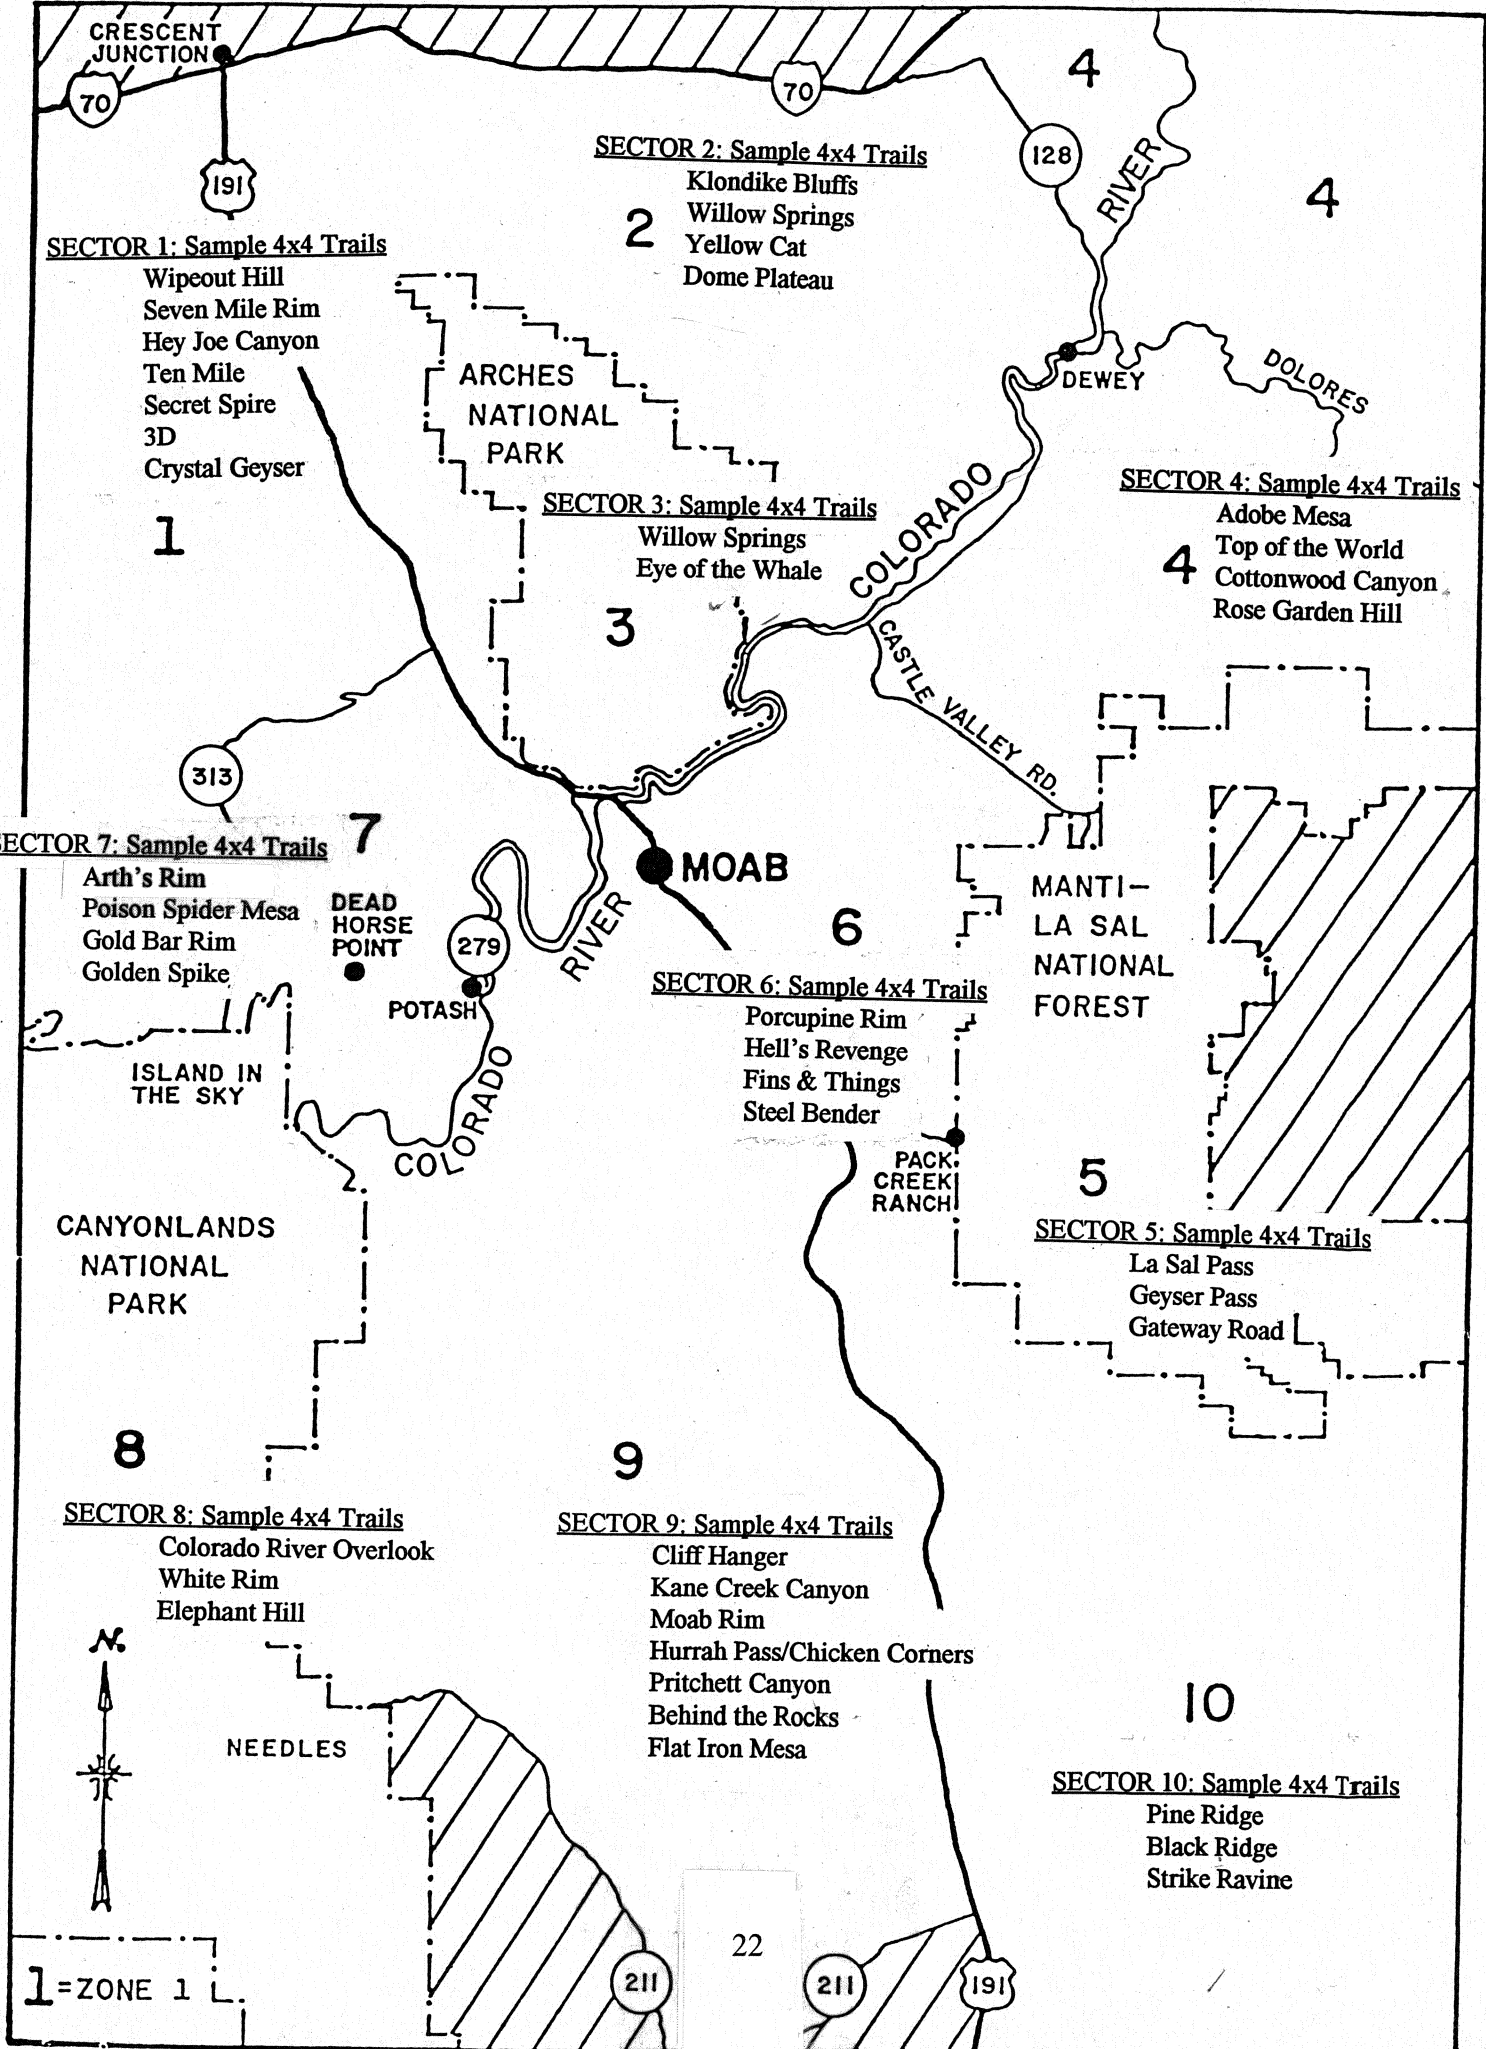 CRESCENT
JUNCTION
70
70
191
4
128
RIVER
4
SECTOR 2: Sample 4x4 Trails
Klondike Bluffs
Willow Springs
Yellow Cat
Dome Plateau
2
SECTOR 1: Sample 4x4 Trails
Wipeout Hill
Seven Mile Rim
Hey Joe Canyon
Ten Mile
Secret Spire
3D
Crystal Geyser
1
ARCHES
NATIONAL
PARK
DEWEY
DOLORES
COLORADO
SECTOR 3: Sample 4x4 Trails
Willow Springs
Eye of the Whale
3
SECTOR 4: Sample 4x4 Trails
Adobe Mesa
Top of the World
Cottonwood Canyon
Rose Garden Hill
4
CASTLE VALLEY RD.
313
7
SECTOR 7: Sample 4x4 Trails
Arth's Rim
Poison Spider Mesa
Gold Bar Rim
Golden Spike
DEAD
HORSE
POINT
279
POTASH
RIVER
MOAB
6
SECTOR 6: Sample 4x4 Trails
Porcupine Rim
Hell's Revenge
Fins & Things
Steel Bender
MANTI-
LA SAL
NATIONAL
FOREST
ISLAND IN
THE SKY
COLORADO
PACK
CREEK
RANCH
5
SECTOR 5: Sample 4x4 Trails
La Sal Pass
Geyser Pass
Gateway Road
CANYONLANDS
NATIONAL
PARK
8
SECTOR 8: Sample 4x4 Trails
Colorado River Overlook
White Rim
Elephant Hill
9
SECTOR 9: Sample 4x4 Trails
Cliff Hanger
Kane Creek Canyon
Moab Rim
Hurrah Pass/Chicken Corners
Pritchett Canyon
Behind the Rocks
Flat Iron Mesa
N.
NEEDLES
10
SECTOR 10: Sample 4x4 Trails
Pine Ridge
Black Ridge
Strike Ravine
22
211
211
191
1=ZONE 1